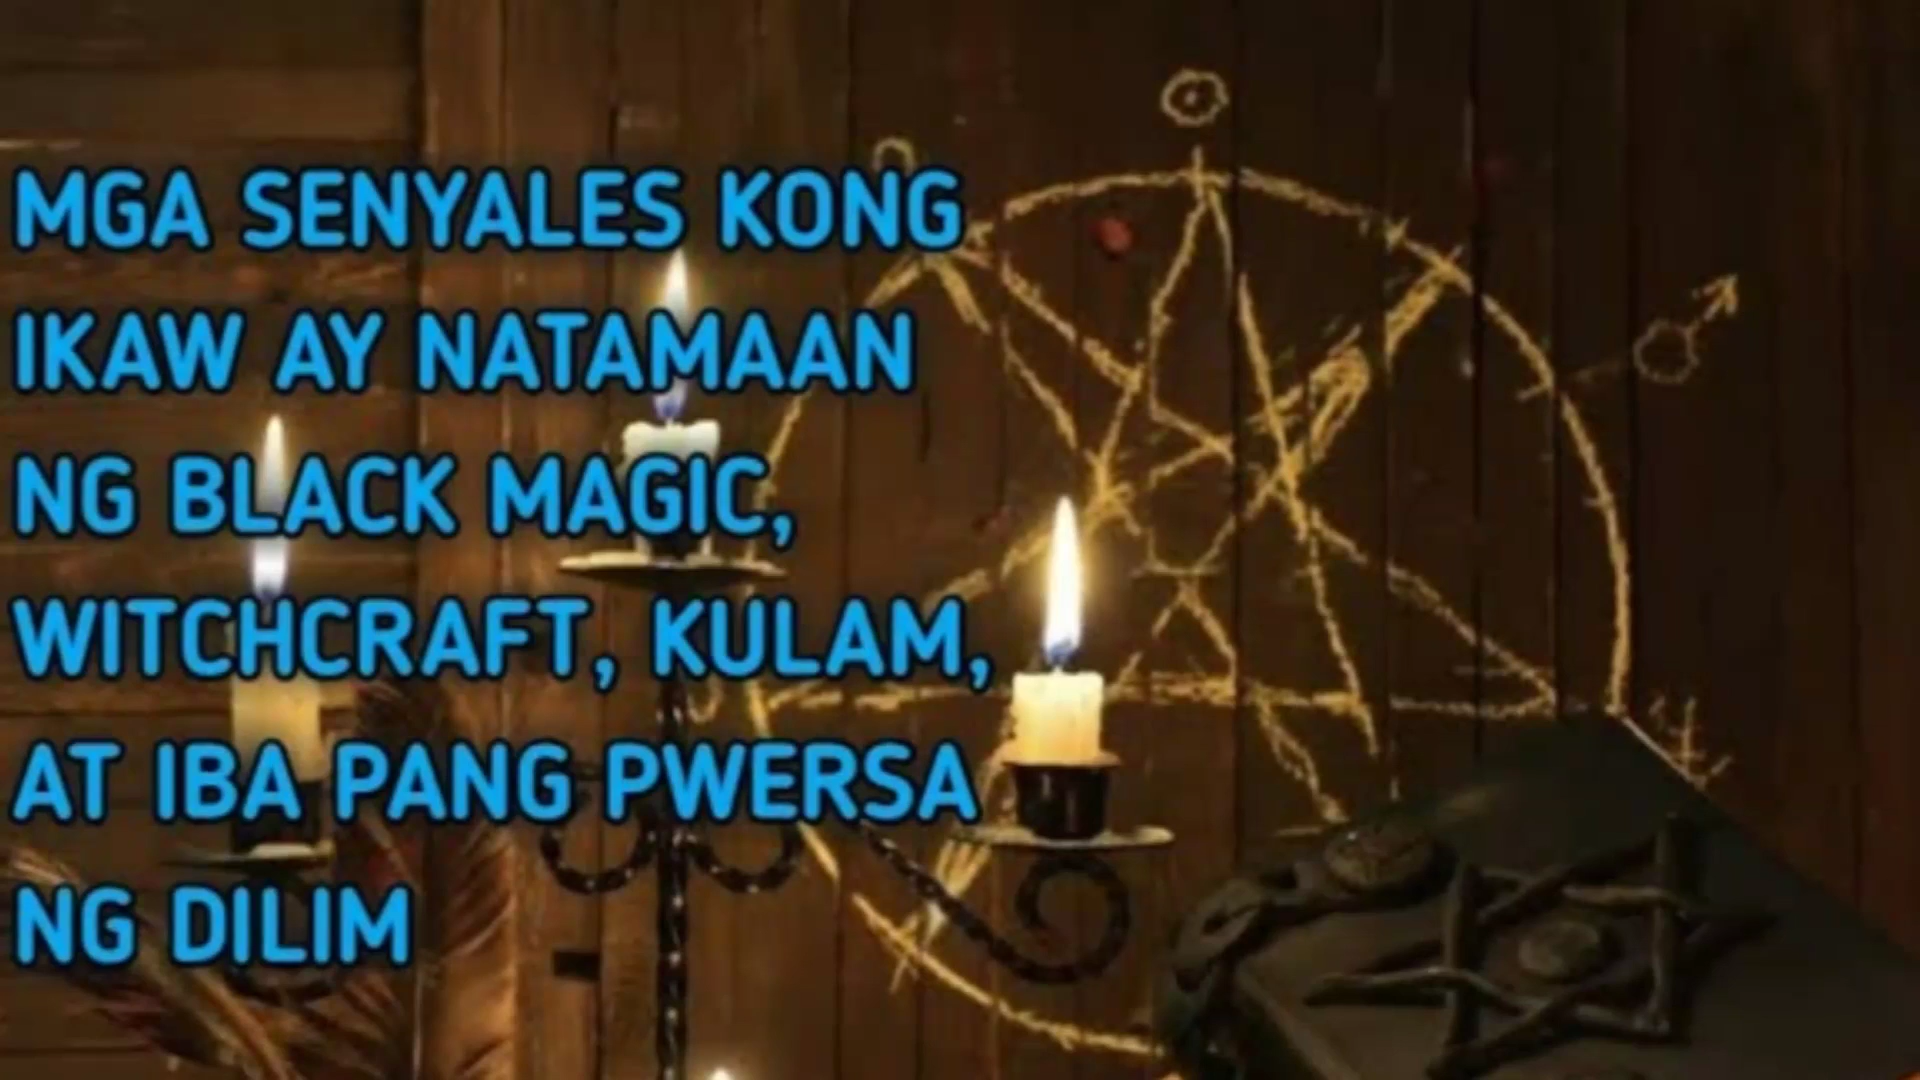 MGA SENYALES KONG
IKAW AY NATAMAAN
NG BLACK MAGIC,
WITCHCRAFT, KULAM,
AT IBA PANG PWERSA
NG DILIM